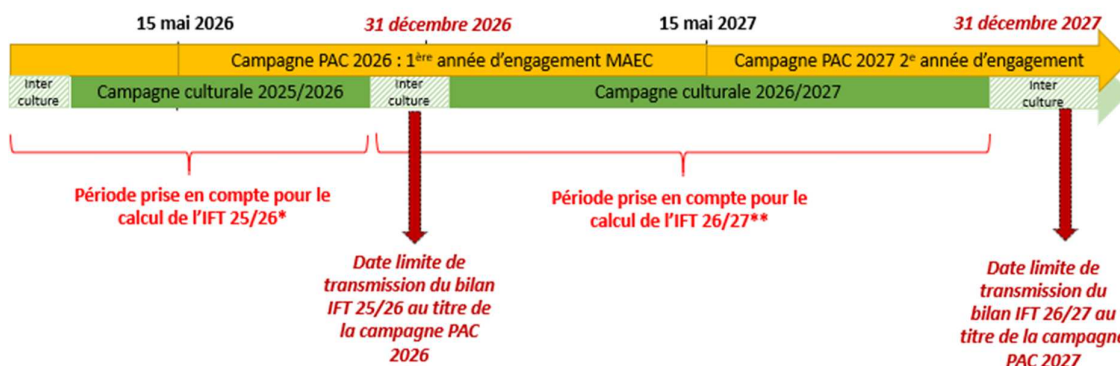 15 mai 2026
31 décembre 2026
15 mai 2027
31 décembre 2027
Campagne PAC 2026 : 1ère année d'engagement MAEC
Campagne PAC 2027 2e année d'engagement
Inter
culture
Campagne culturale 2025/2026
Inter
culture
Campagne culturale 2026/2027
Inter
culture
Période prise en compte pour le
calcul de l'IFT 25/26*
Période prise en compte pour le
calcul de l'IFT 26/27**
Date limite de
transmission du bilan
IFT 25/26 au titre de
la campagne PAC
2026
Date limite de
transmission du
bilan IFT 26/27 au
titre de la campagne
PAC 2027